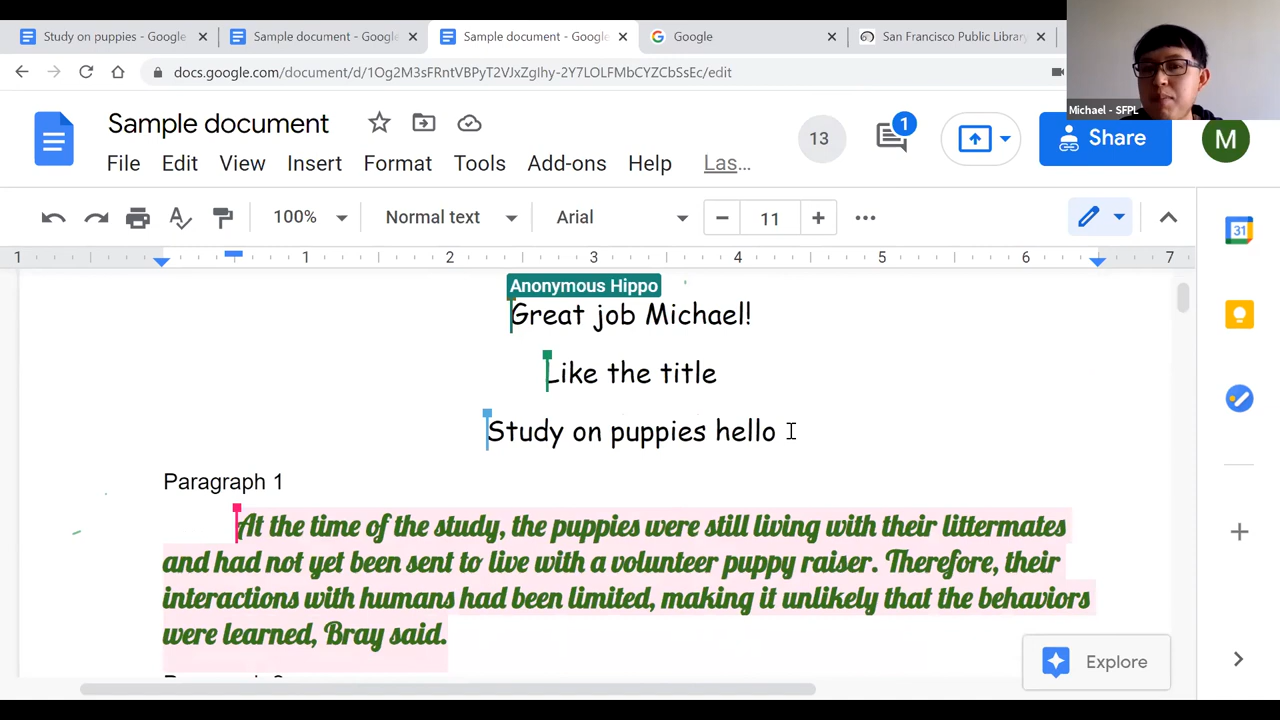 Study on puppies - Google
Sample document - Google
Sample document - Google
Google
San Francisco Public Library
docs.google.com/document/d/1Og2M3sFRntVBPyT2VJxZgIhy-2Y7LOLFMbCYZCbSsEc/edit
Michael - SFPL
Sample document
13
1
Share
M
File Edit View Insert Format Tools Add-ons Help Las...
100% Normal text Arial 11
1 1 2 3 4 5 6 7
31
Anonymous Hippo
Great job Michael!
Like the title
Study on puppies hello
Paragraph 1
At the time of the study, the puppies were still living with their littermates
and had not yet been sent to live with a volunteer puppy raiser. Therefore, their
interactions with humans had been limited, making it unlikely that the behaviors
were learned, Bray said.
Explore